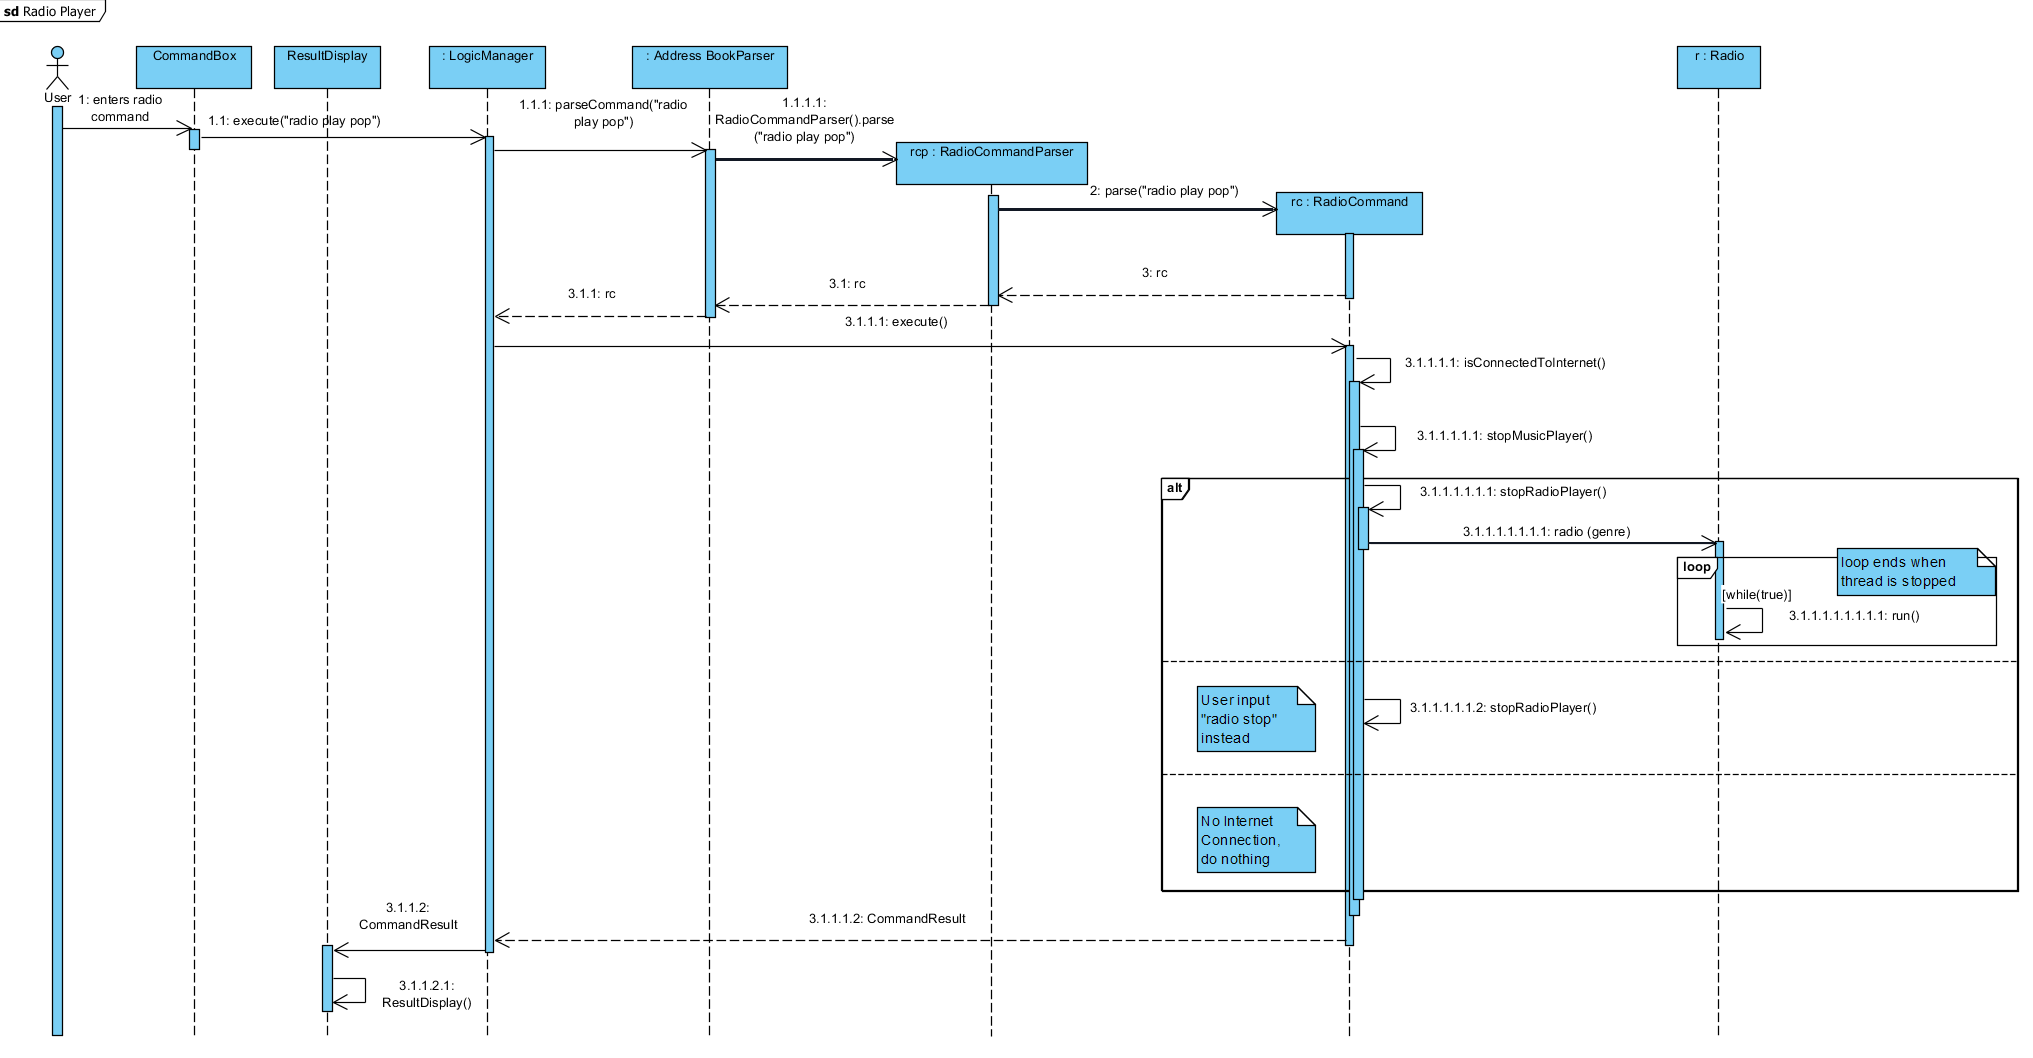 sd Radio Player
User
CommandBox
ResultDisplay
: LogicManager
: Address BookParser
r : Radio
1: enters radio
command
1.1: execute("radio play pop")
1.1.1: parseCommand("radio
play pop")
1.1.1.1:
RadioCommandParser().parse
("radio play pop")
rcp : RadioCommandParser
2: parse("radio play pop")
rc : RadioCommand
3: rc
3.1: rc
3.1.1: rc
3.1.1.1: execute()
3.1.1.1.1: isConnectedToInternet()
3.1.1.1.1.1: stopMusicPlayer()
alt
3.1.1.1.1.1.1: stopRadioPlayer()
3.1.1.1.1.1.1.1: radio (genre)
loop
loop ends when
thread is stopped
[while(true)]
3.1.1.1.1.1.1.1.1: run()
User input
"radio stop"
instead
3.1.1.1.1.1.2: stopRadioPlayer()
No Internet
Connection,
do nothing
3.1.1.2:
CommandResult
3.1.1.1.2: CommandResult
3.1.1.2.1:
ResultDisplay()